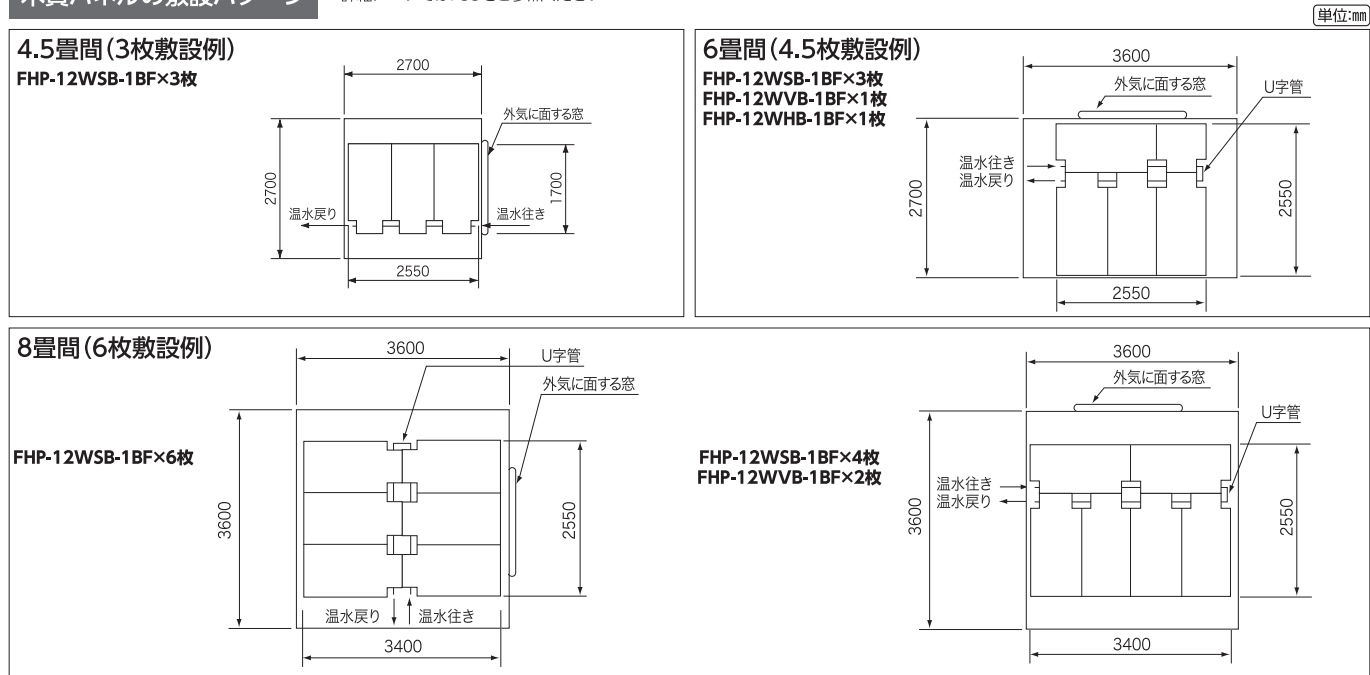 木質パネルの敷設パターン
単位:㎜
4.5畳間(3枚敷設例)
FHP-12WSB-1BF×3枚
2700
外気に面する窓
2700
1700
温水戻り
温水往き
2550
6畳間(4.5枚敷設例)
FHP-12WSB-1BF×3枚
FHP-12WVB-1BF×1枚
FHP-12WHB-1BF×1枚
3600
外気に面する窓
U字管
温水往き
温水戻り
2700
2550
2550
8畳間(6枚敷設例)
FHP-12WSB-1BF×6枚
3600
U字管
外気に面する窓
3600
2550
温水戻り
温水往き
3400
FHP-12WSB-1BF×4枚
FHP-12WVB-1BF×2枚
3600
外気に面する窓
U字管
温水往き
温水戻り
3600
2550
3400